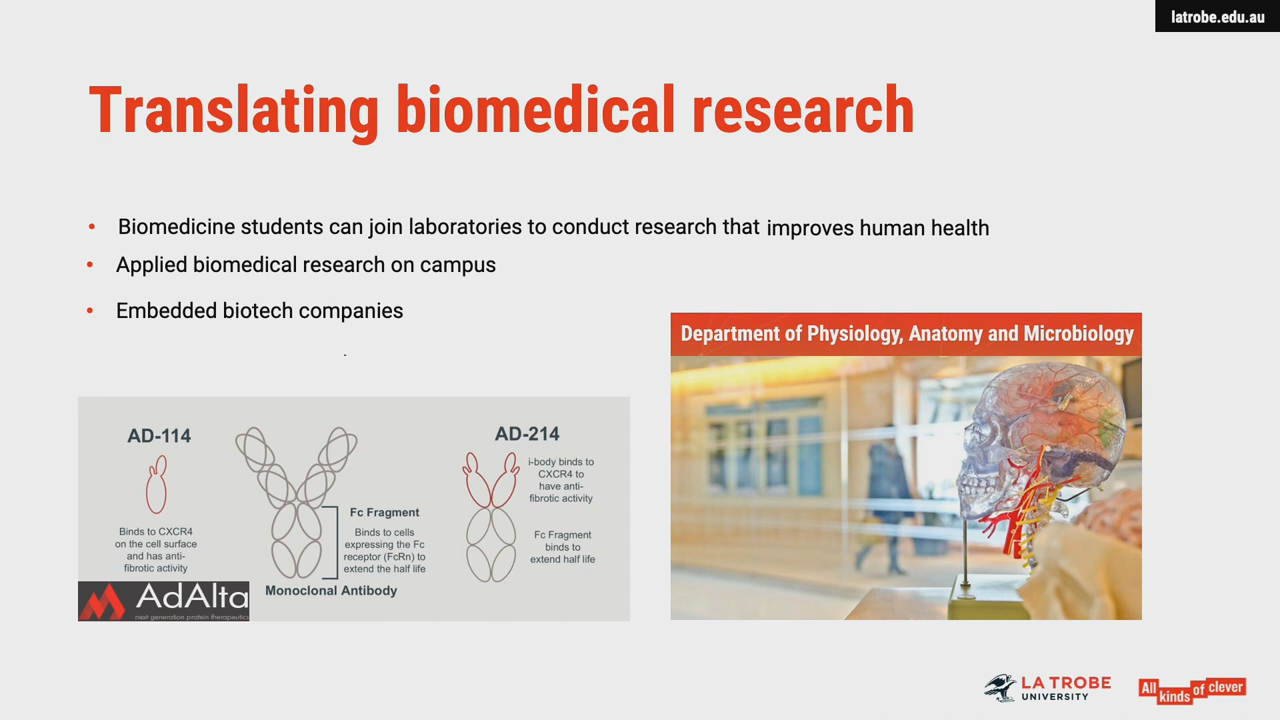 latrobe.edu.au
Translating biomedical research
• Biomedicine students can join laboratories to conduct research that improves human health
• Applied biomedical research on campus
• Embedded biotech companies
Department of Physiology, Anatomy and Microbiology
AD-114
Binds to CXCR4
on the cell surface
and has anti-
fibrotic activity
Fc Fragment
Binds to cells
expressing the Fc
receptor (FcRn) to
extend the half life
Monoclonal Antibody
AD-214
i-body binds to
CXCR4 to
have anti-
fibrotic activity
Fc Fragment
binds to
extend half life
AdAlta
next generation protein therapeutics
LA TROBE
UNIVERSITY
All kinds of clever